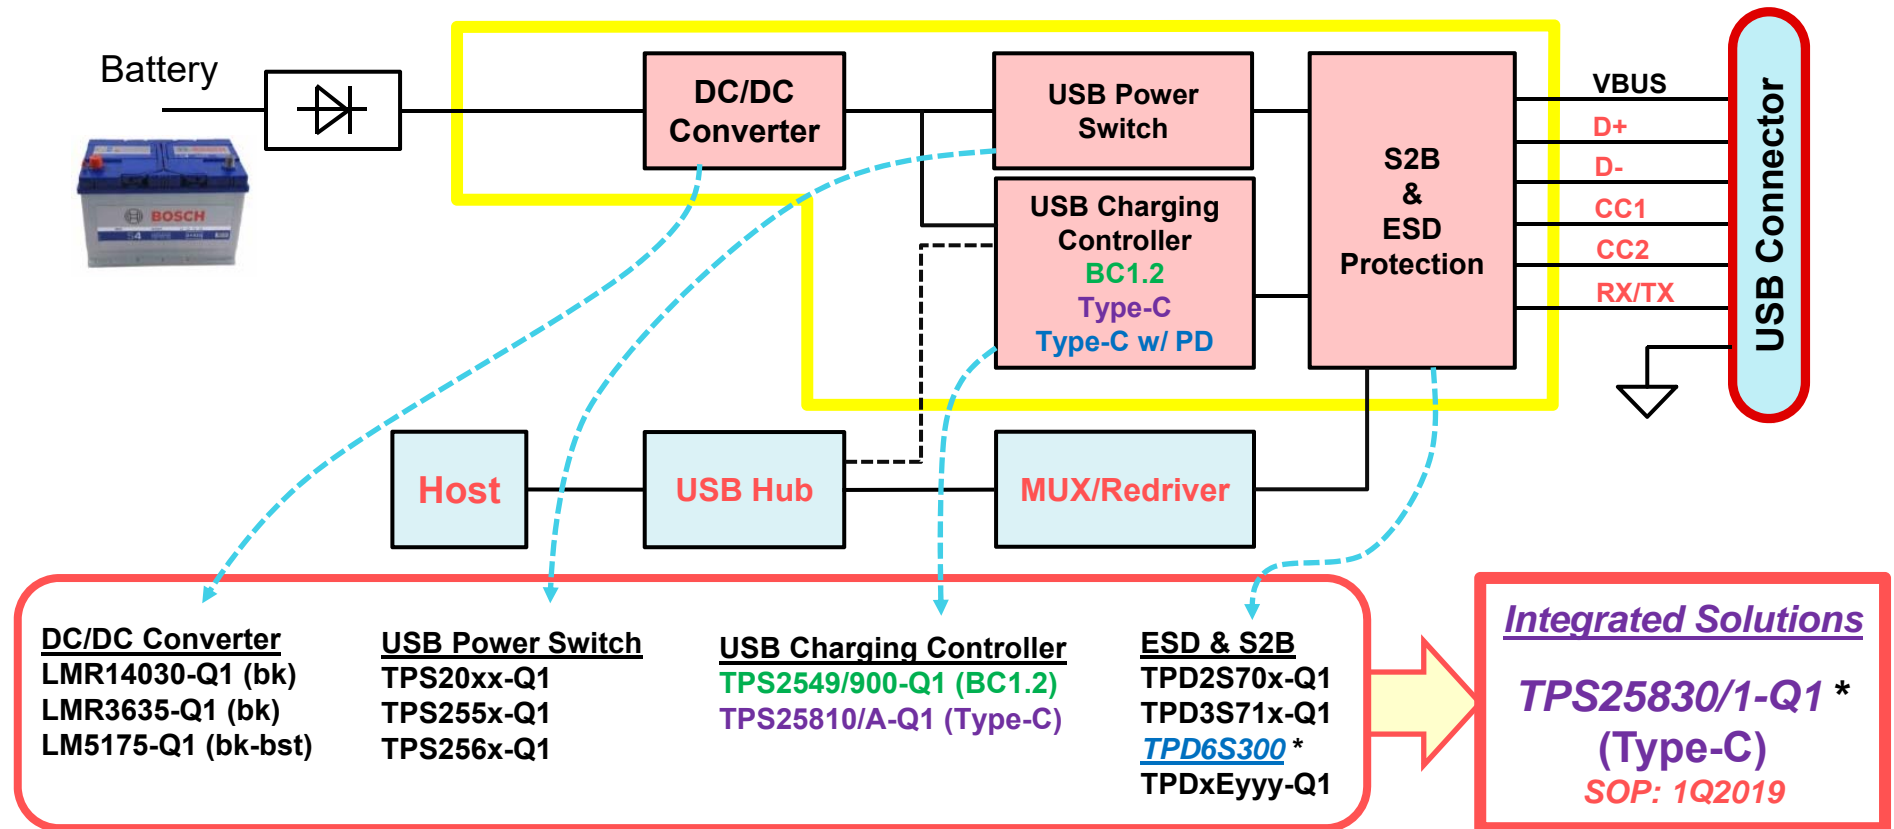 Battery
BOSCH
S4
DC/DC
Converter
USB Power
Switch
USB Charging
Controller
BC1.2
Type-C
Type-C w/ PD
S2B
&
ESD
Protection
VBUS
D+
D-
CC1
CC2
RX/TX
USB Connector
Host
USB Hub
MUX/Redriver
DC/DC Converter
LMR14030-Q1 (bk)
LMR3635-Q1 (bk)
LM5175-Q1 (bk-bst)
USB Power Switch
TPS20xx-Q1
TPS255x-Q1
TPS256x-Q1
USB Charging Controller
TPS2549/900-Q1 (BC1.2)
TPS25810/A-Q1 (Type-C)
ESD & S2B
TPD2S70x-Q1
TPD3S71x-Q1
TPD6S300 *
TPDxEyyy-Q1
Integrated Solutions
TPS25830/1-Q1 *
(Type-C)
SOP: 1Q2019